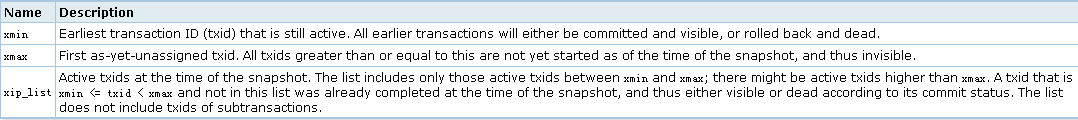 Name Description
xmin Earliest transaction ID (txid) that is still active. All earlier transactions will either be committed and visible, or rolled back and dead.
xmax First as-yet-unassigned txid. All txids greater than or equal to this are not yet started as of the time of the snapshot, and thus invisible.
Active txids at the time of the snapshot. The list includes only those active txids between xmin and xmax; there might be active txids higher than xmax. A txid that is
xip_list xmin <= txid < xmax and not in this list was already completed at the time of the snapshot, and thus either visible or dead according to its commit status. The list
does not include txids of subtransactions.